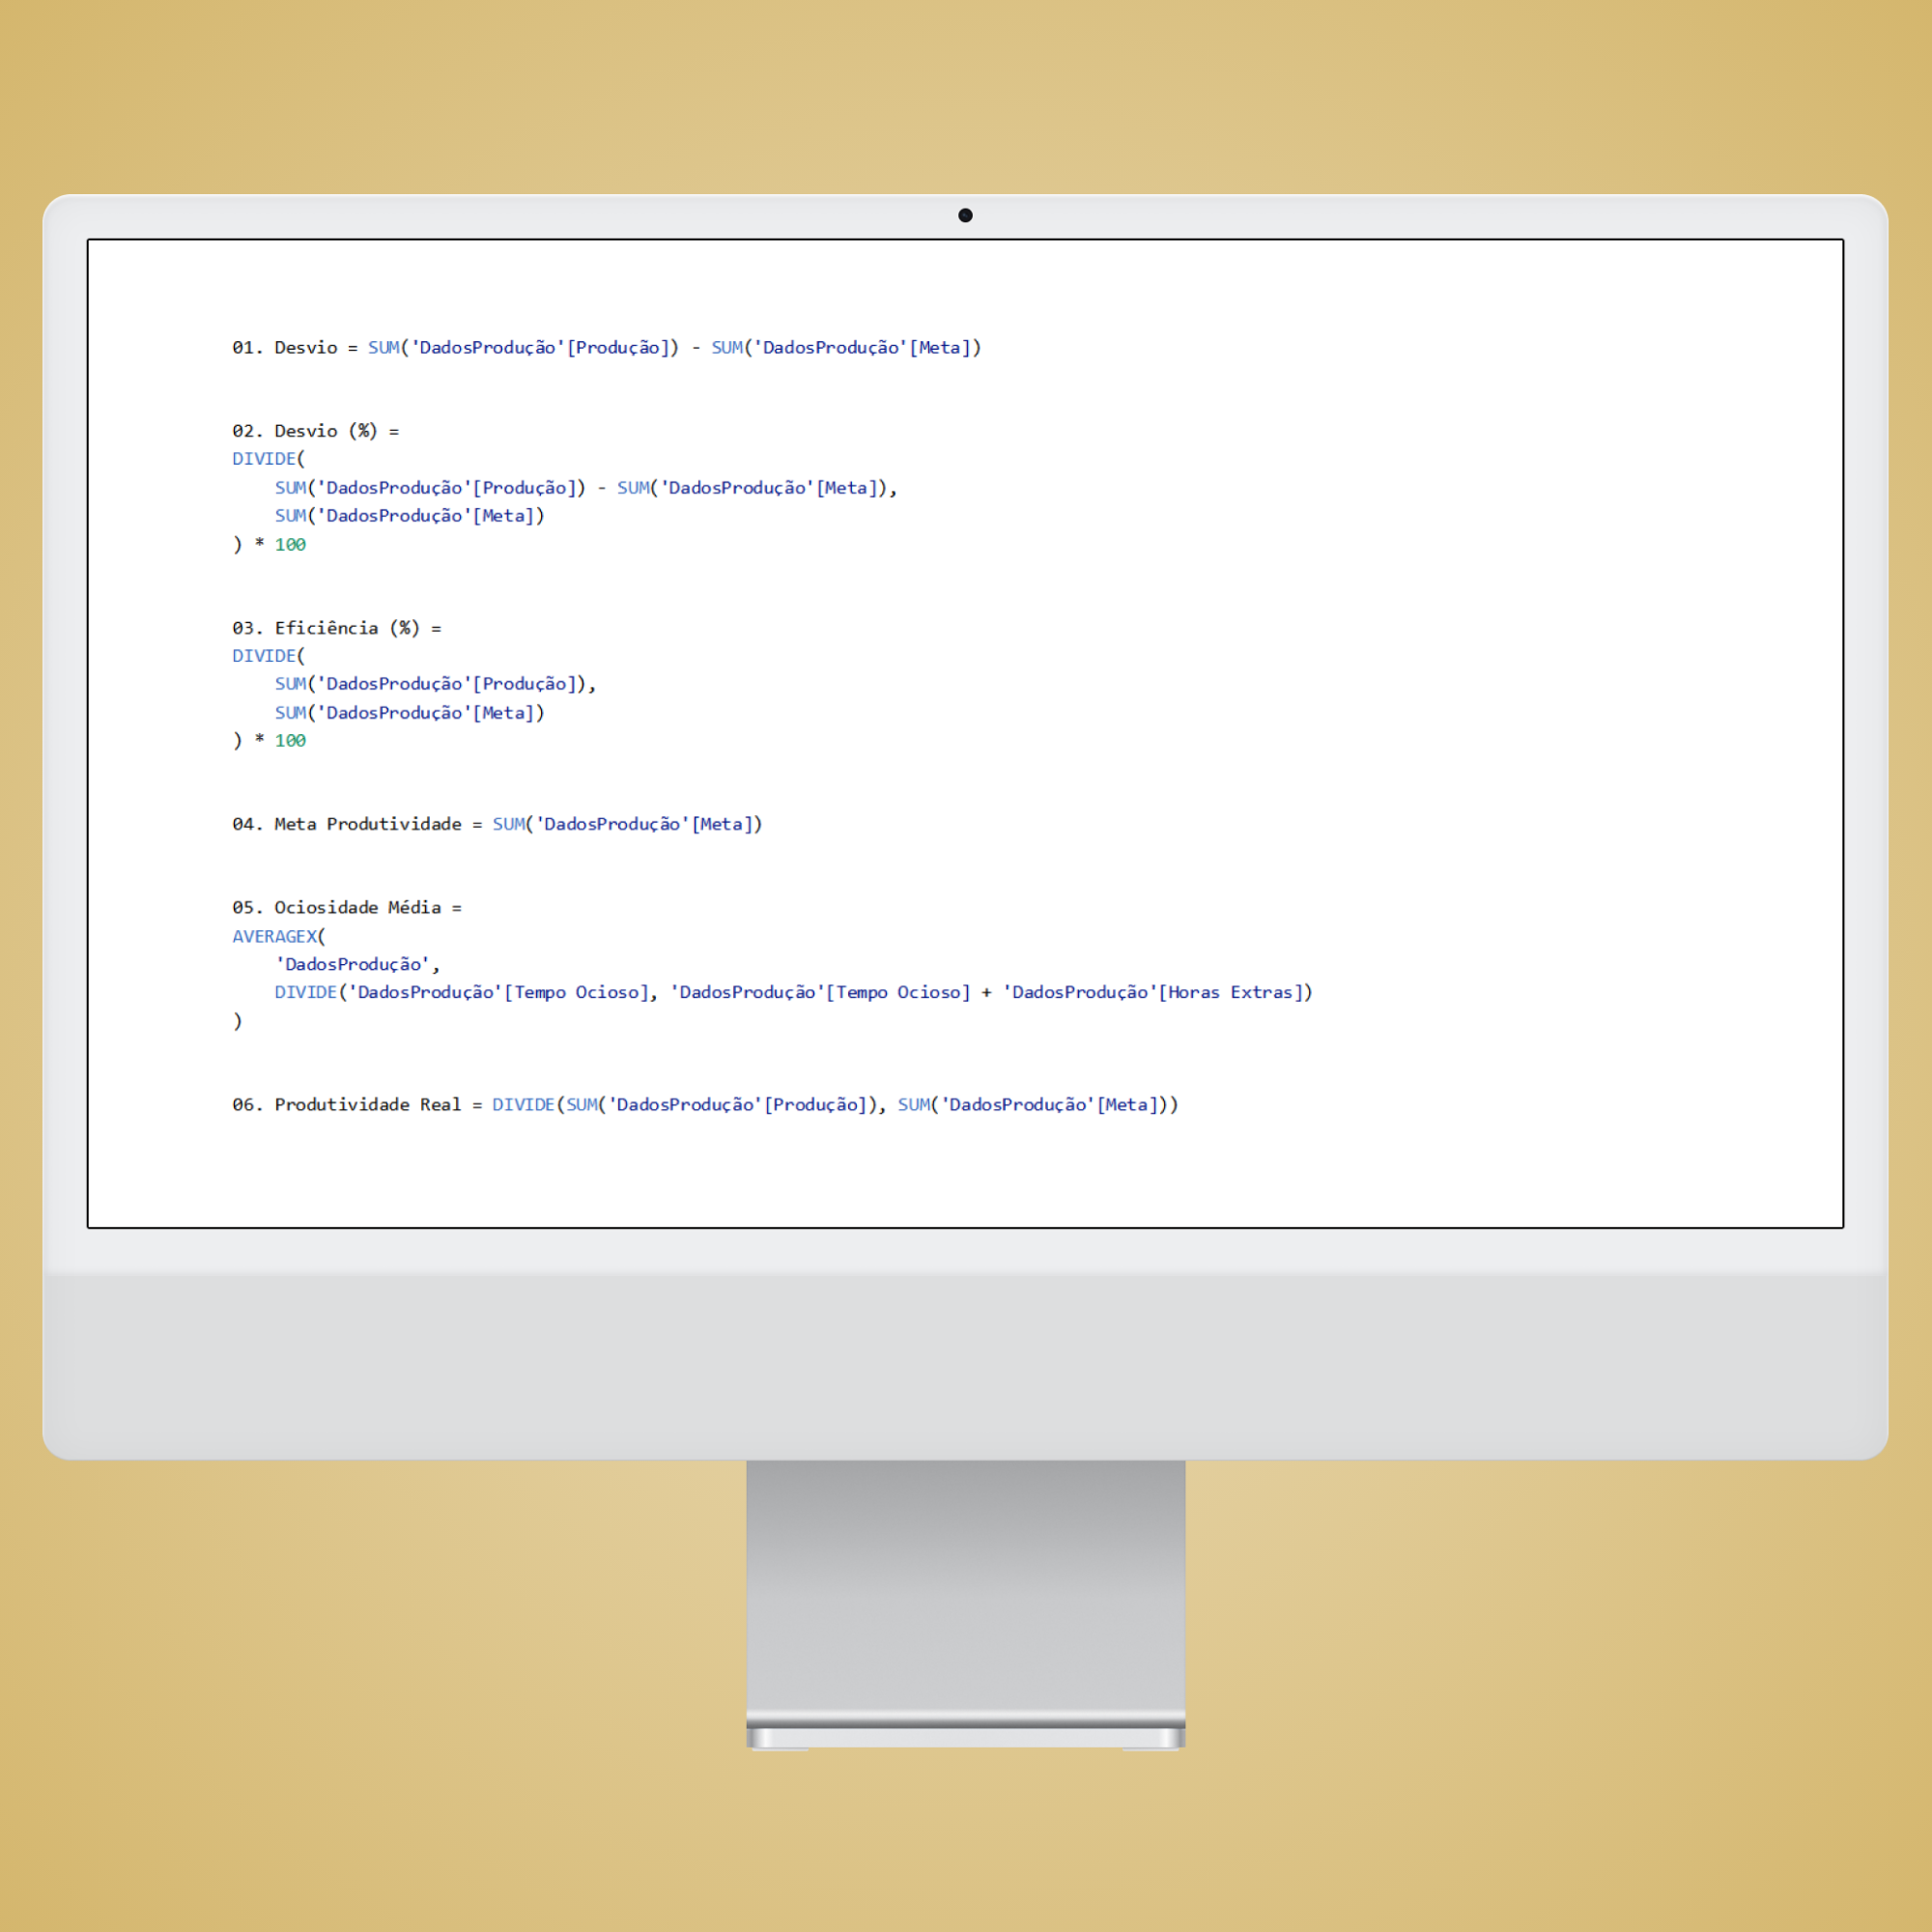 01. Desvio = SUM('DadosProdução'[Produção]) - SUM('DadosProdução'[Meta])
02. Desvio (%) =
DIVIDE(
    SUM('DadosProdução'[Produção]) - SUM('DadosProdução'[Meta]),
    SUM('DadosProdução'[Meta])
) * 100
03. Eficiência (%) =
DIVIDE(
    SUM('DadosProdução'[Produção]),
    SUM('DadosProdução'[Meta])
) * 100
04. Meta Produtividade = SUM('DadosProdução'[Meta])
05. Ociosidade Média =
AVERAGEX(
    'DadosProdução',
    DIVIDE('DadosProdução'[Tempo Ocioso], 'DadosProdução'[Tempo Ocioso] + 'DadosProdução'[Horas Extras])
)
06. Produtividade Real = DIVIDE(SUM('DadosProdução'[Produção]), SUM('DadosProdução'[Meta]))